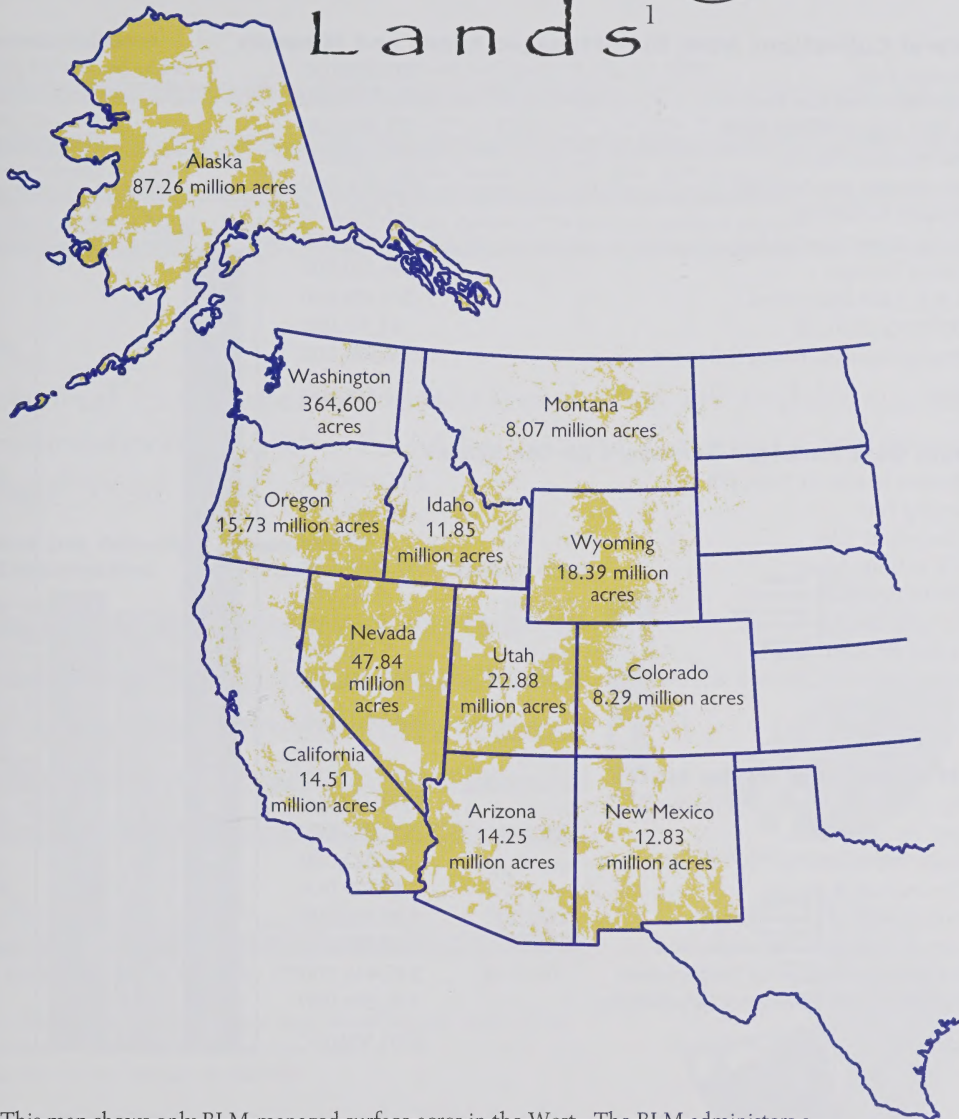 Lands¹
Alaska
87.26 million acres
Washington
364,600
acres
Montana
8.07 million acres
Oregon
15.73 million acres
Idaho
11.85
million acres
Wyoming
18.39 million
acres
Nevada
47.84
million
acres
Utah
22.88
million acres
Colorado
8.29 million acres
California
14.51
million acres
Arizona
14.25
million acres
New Mexico
12.83
million acres
This map shows only BLM-managed surface acres in the West. The BLM administers